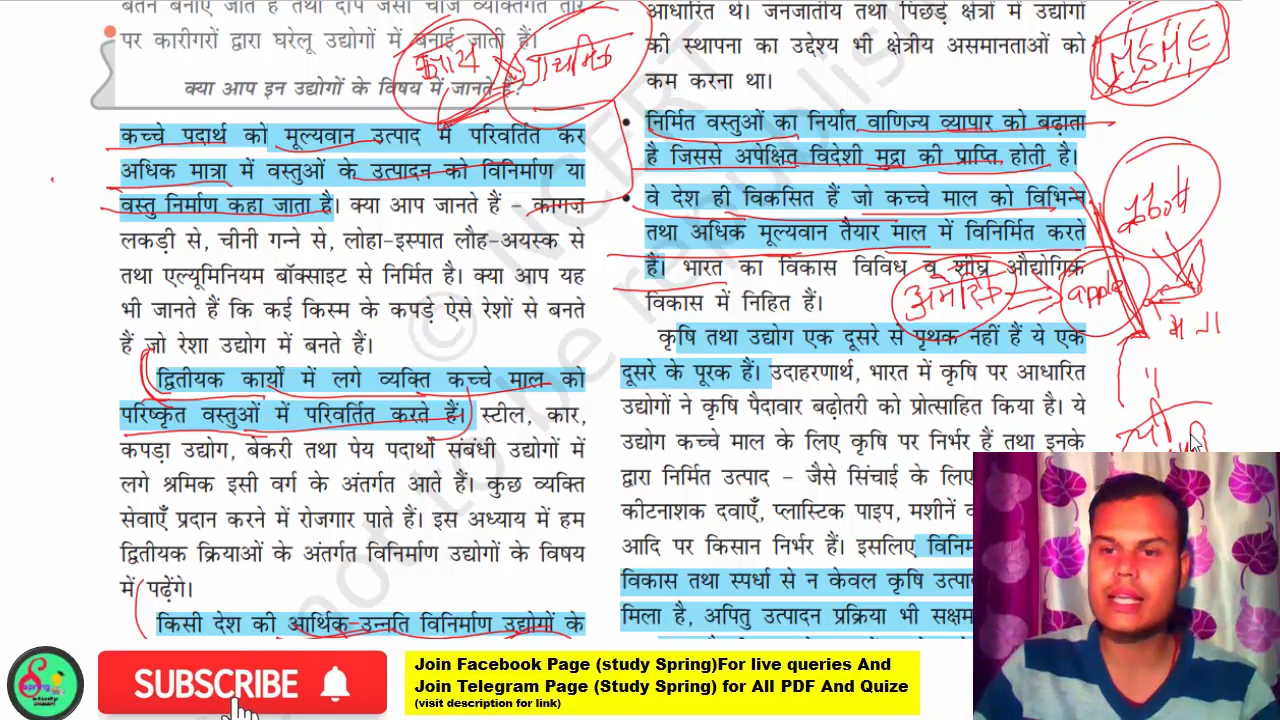 बर्तन बनाए जाते हैं तथा दीप जैसी चीजें व्यक्तिगत तौर
पर कारीगरों द्वारा घरेलू उद्योगों में बनाई जाती हैं।
क्या आप इन उद्योगों के विषय में जानते हैं?
कच्चे पदार्थ को मूल्यवान उत्पाद में परिवर्तित कर
अधिक मात्रा में वस्तुओं के उत्पादन को विनिर्माण या
वस्तु निर्माण कहा जाता है। क्या आप जानते हैं – कागज़
लकड़ी से, चीनी गन्ने से, लोहा-इस्पात लौह-अयस्क से
तथा एल्यूमिनियम बॉक्साइट से निर्मित है। क्या आप यह
भी जानते हैं कि कई किस्म के कपड़े ऐसे रेशों से बनते
हैं जो रेशा उद्योग में बनते हैं।
द्वितीयक कार्यों में लगे व्यक्ति कच्चे माल को
परिष्कृत वस्तुओं में परिवर्तित करते हैं। स्टील, कार,
कपड़ा उद्योग, बेकरी तथा पेय पदार्थों संबंधी उद्योगों में
लगे श्रमिक इसी वर्ग के अंतर्गत आते हैं। कुछ व्यक्ति
सेवाएँ प्रदान करने में रोजगार पाते हैं। इस अध्याय में हम
द्वितीयक क्रियाओं के अंतर्गत विनिर्माण उद्योगों के विषय
में पढ़ेंगे।
किसी देश की आर्थिक-उन्नति विनिर्माण उद्योगों के
आधारित थे। जनजातीय तथा पिछड़े क्षेत्रों में उद्योगों
की स्थापना का उद्देश्य भी क्षेत्रीय असमानताओं को
कम करना था।
• निर्मित वस्तुओं का निर्यात वाणिज्य व्यापार को बढ़ाता
है जिससे अपेक्षित विदेशी मुद्रा की प्राप्ति होती है।
• वे देश ही विकसित हैं जो कच्चे माल को विभिन्न
तथा अधिक मूल्यवान तैयार माल में विनिर्मित करते
हैं। भारत का विकास विविध व शीघ्र औद्योगिक
विकास में निहित हैं।
कृषि तथा उद्योग एक दूसरे से पृथक नहीं हैं ये एक
दूसरे के पूरक हैं। उदाहरणार्थ, भारत में कृषि पर आधारित
उद्योगों ने कृषि पैदावार बढ़ोतरी को प्रोत्साहित किया है। ये
उद्योग कच्चे माल के लिए कृषि पर निर्भर हैं तथा इनके
द्वारा निर्मित उत्पाद – जैसे सिंचाई के लिए
कीटनाशक दवाएँ, प्लास्टिक पाइप, मशीनें
आदि पर किसान निर्भर हैं। इसलिए
विकास तथा स्पर्धा से न केवल कृषि
मिला है, अपितु उत्पादन प्रक्रिया भी सक्षम
© NCERT
not to be republis
MSME
प्राथमिक
apple
Spring
study
SUBSCRIBE
Join Facebook Page (study Spring)For live queries And
Join Telegram Page (Study Spring) for All PDF And Quize
(visit description for link)